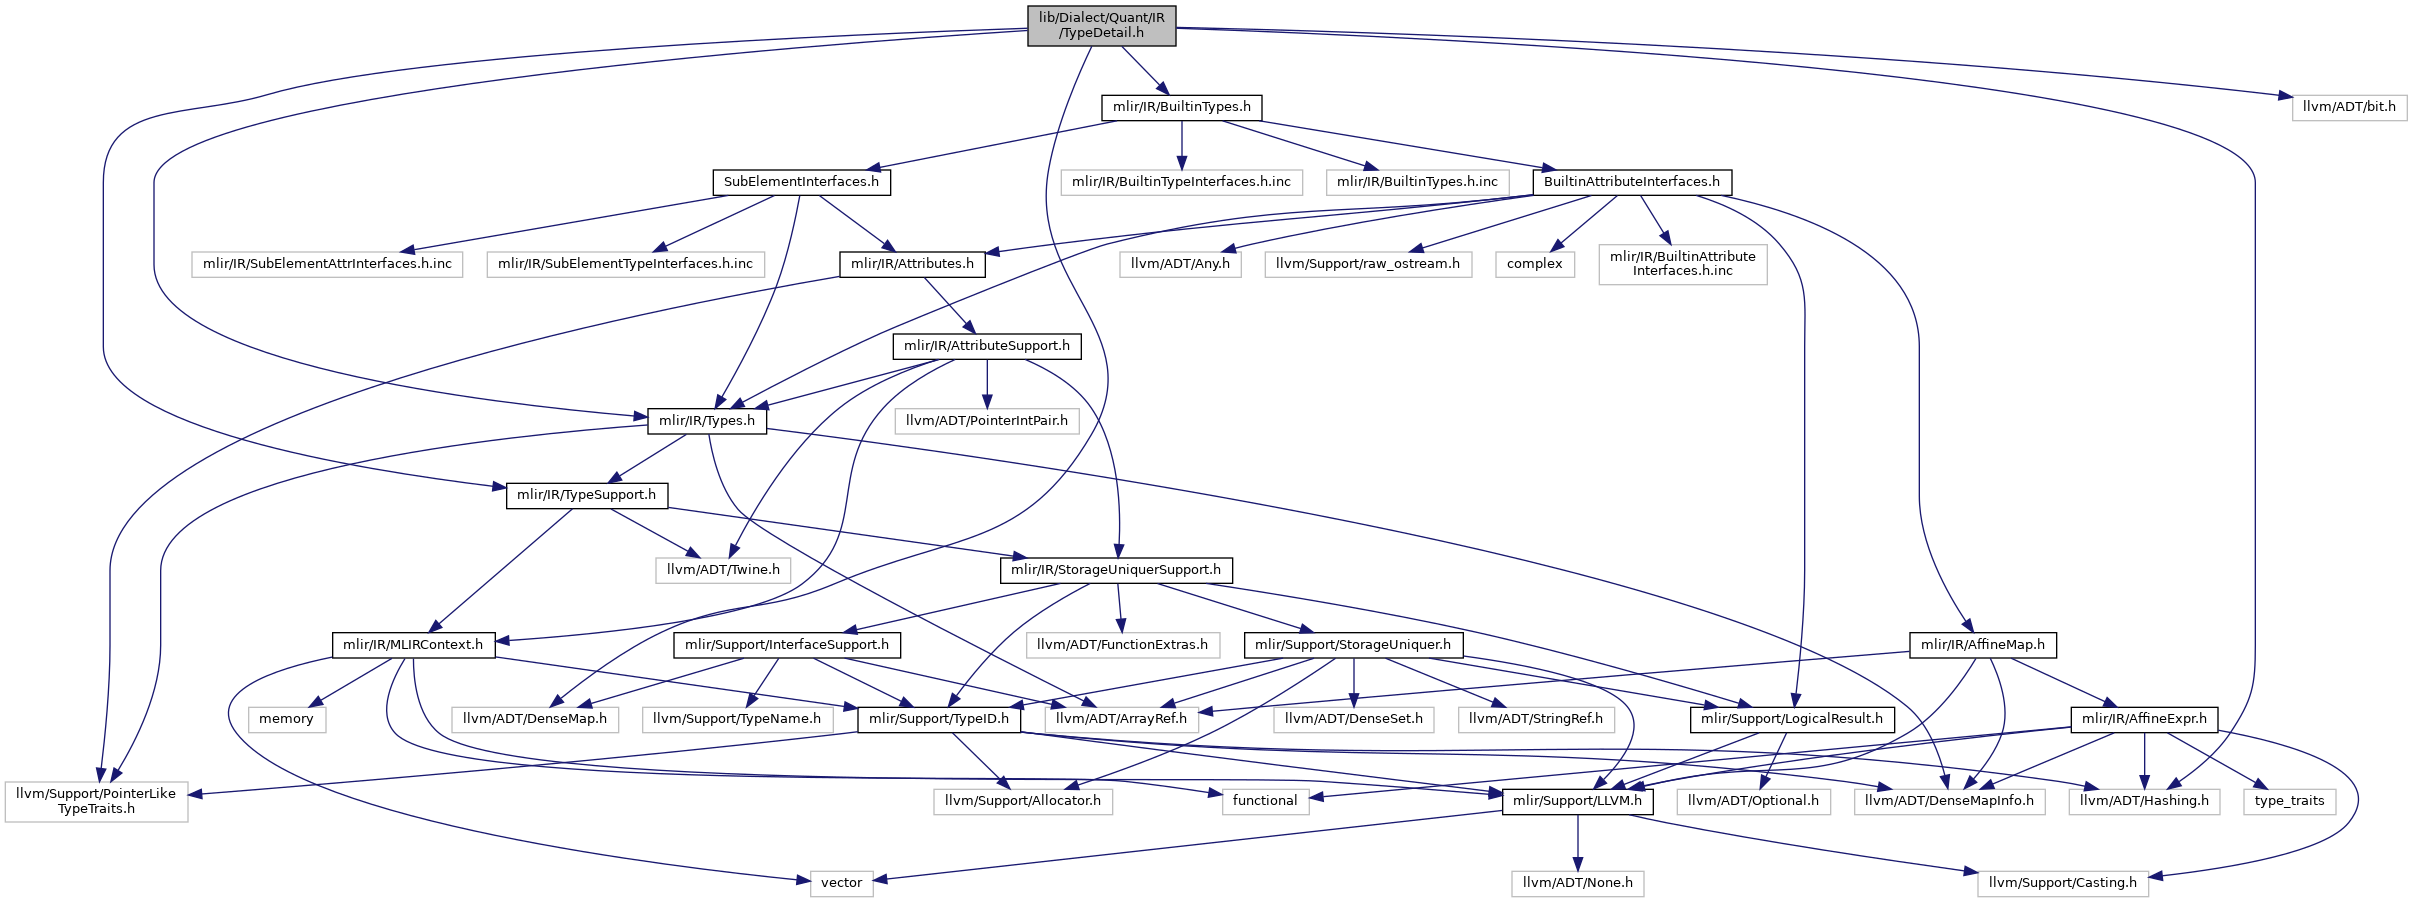 lib/Dialect/Quant/IR
/TypeDetail.h
mlir/IR/BuiltinTypes.h
llvm/ADT/bit.h
SubElementInterfaces.h
mlir/IR/BuiltinTypeInterfaces.h.inc
mlir/IR/BuiltinTypes.h.inc
BuiltinAttributeInterfaces.h
mlir/IR/SubElementAttrInterfaces.h.inc
mlir/IR/SubElementTypeInterfaces.h.inc
mlir/IR/Attributes.h
llvm/ADT/Any.h
llvm/Support/raw_ostream.h
complex
mlir/IR/BuiltinAttribute
Interfaces.h.inc
mlir/IR/AttributeSupport.h
mlir/IR/Types.h
llvm/ADT/PointerIntPair.h
mlir/IR/TypeSupport.h
llvm/ADT/Twine.h
mlir/IR/StorageUniquerSupport.h
mlir/IR/MLIRContext.h
mlir/Support/InterfaceSupport.h
llvm/ADT/FunctionExtras.h
mlir/Support/StorageUniquer.h
mlir/IR/AffineMap.h
memory
llvm/ADT/DenseMap.h
llvm/Support/TypeName.h
mlir/Support/TypeID.h
llvm/ADT/ArrayRef.h
llvm/ADT/DenseSet.h
llvm/ADT/StringRef.h
mlir/Support/LogicalResult.h
mlir/IR/AffineExpr.h
llvm/Support/PointerLike
TypeTraits.h
llvm/Support/Allocator.h
functional
mlir/Support/LLVM.h
llvm/ADT/Optional.h
llvm/ADT/DenseMapInfo.h
llvm/ADT/Hashing.h
type_traits
vector
llvm/ADT/None.h
llvm/Support/Casting.h